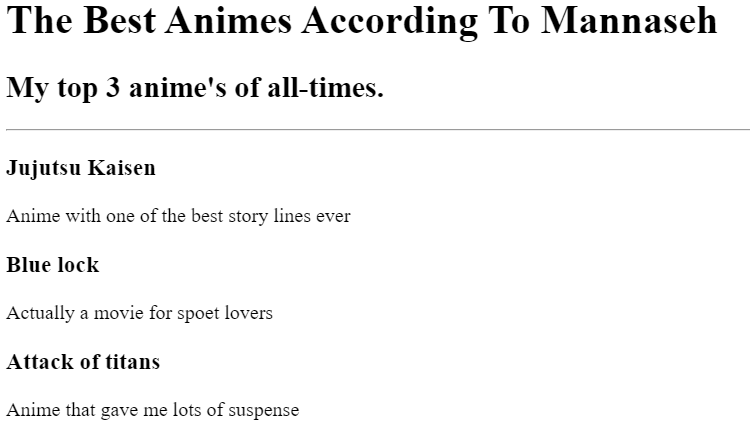 The Best Animes According To Mannaseh
My top 3 anime's of all-times.
Jujutsu Kaisen
Anime with one of the best story lines ever
Blue lock
Actually a movie for spoet lovers
Attack of titans
Anime that gave me lots of suspense